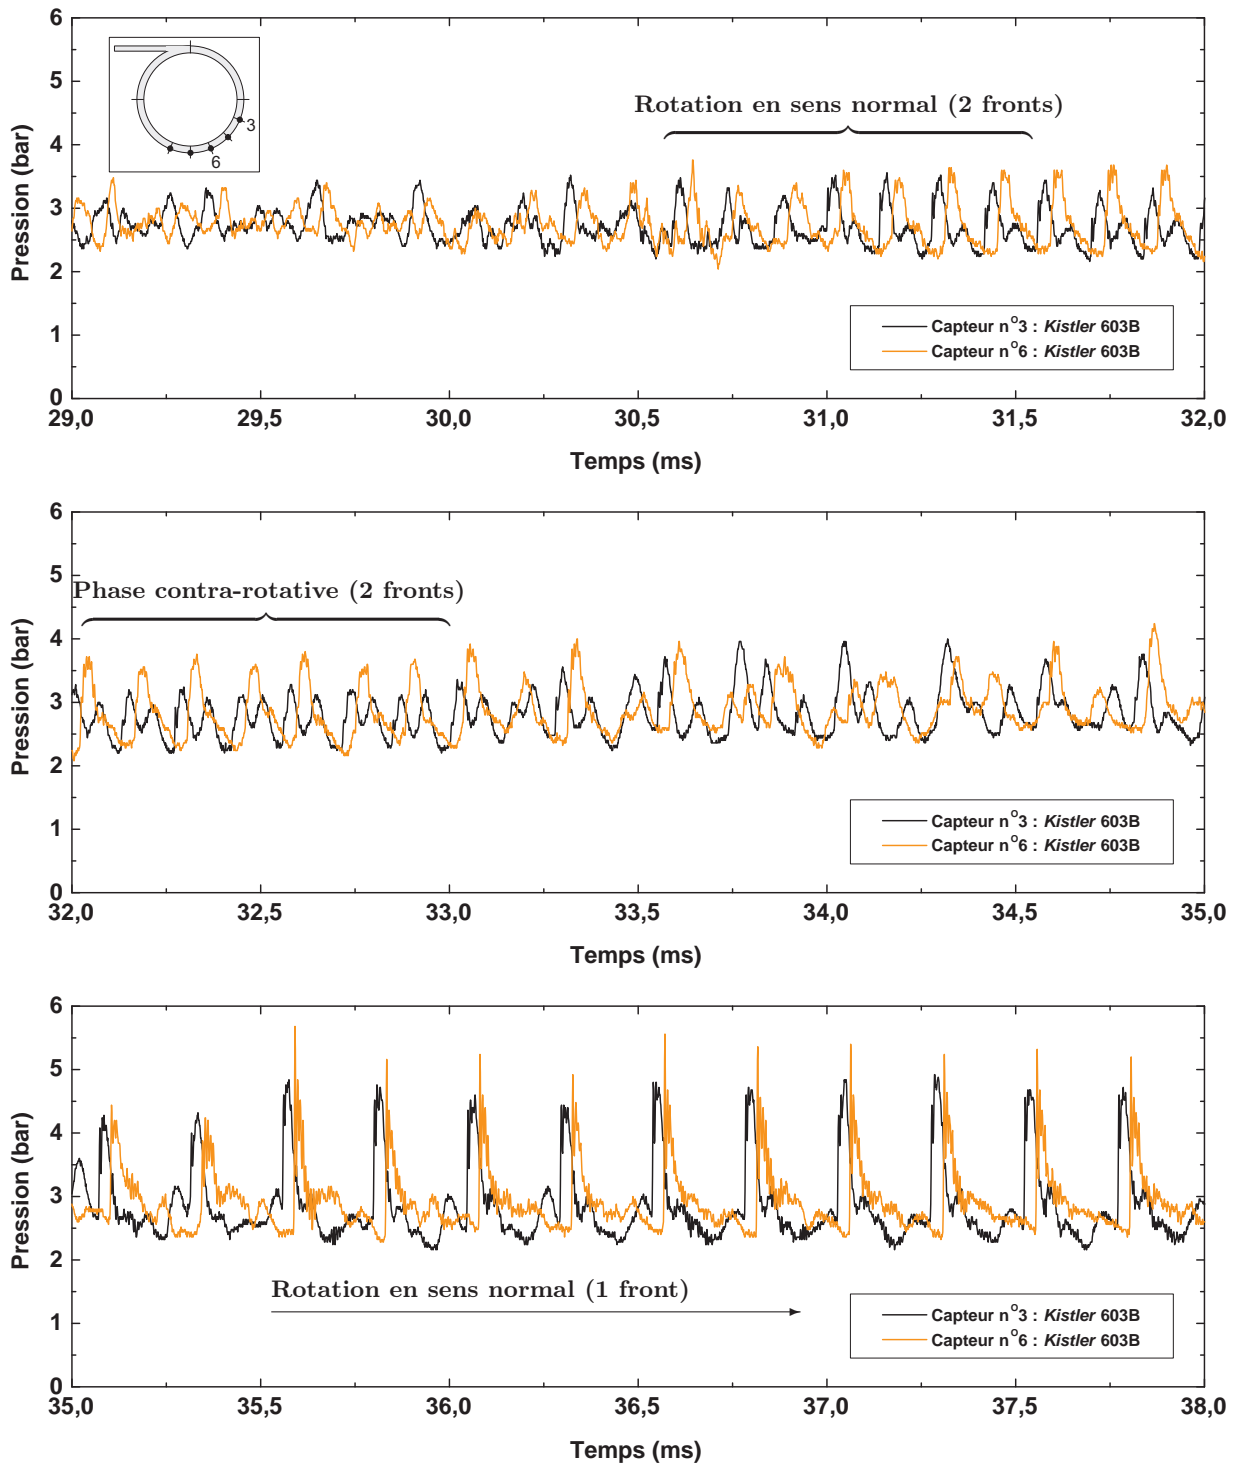 6
5
4
3
2
1
0
Pression (bar)
3
6
Rotation en sens normal (2 fronts)
Capteur n°3 : Kistler 603B
Capteur n°6 : Kistler 603B
29,0 29,5 30,0 30,5 31,0 31,5 32,0
Temps (ms)
6
5
4
3
2
1
0
Pression (bar)
Phase contra-rotative (2 fronts)
Capteur n°3 : Kistler 603B
Capteur n°6 : Kistler 603B
32,0 32,5 33,0 33,5 34,0 34,5 35,0
Temps (ms)
6
5
4
3
2
1
0
Pression (bar)
Rotation en sens normal (1 front)
Capteur n°3 : Kistler 603B
Capteur n°6 : Kistler 603B
35,0 35,5 36,0 36,5 37,0 37,5 38,0
Temps (ms)